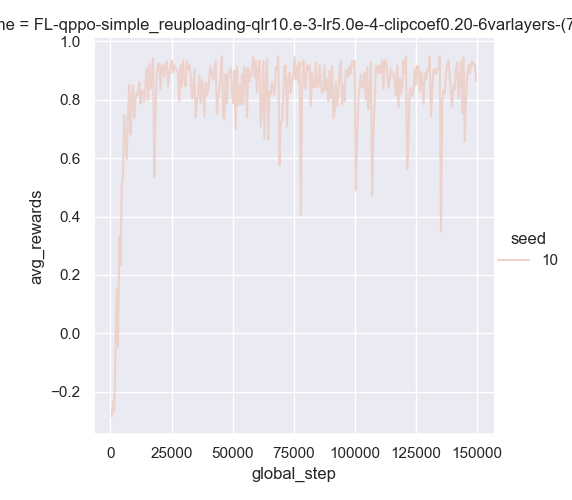 me = FL-qppo-simple_reuploading-qlr10.e-3-lr5.0e-4-clipcoef0.20-6varlayers-(7
1.0
0.8
0.6
0.4
0.2
0.0
−0.2
avg_rewards
seed
10
0 25000 50000 75000 100000 125000 150000
global_step